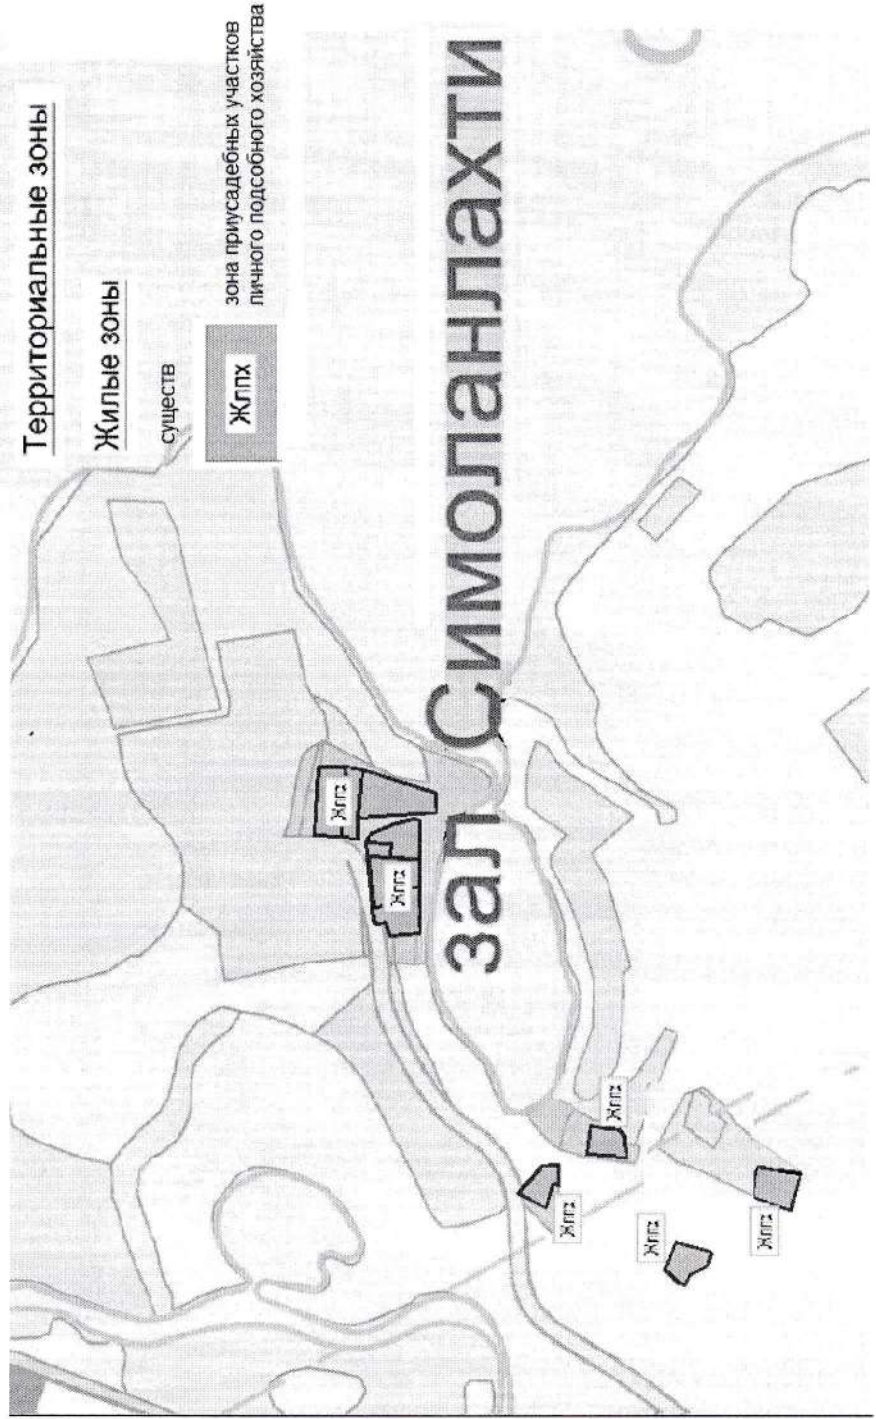 Территориальные зоны
Жилые зоны
существ
Жлпх
зона приусадебных участков
личного подсобного хозяйства
зал Симоланлахти
Жлпх
Жлпх
Жлпх
Жлпх
Жлпх
Жлпх